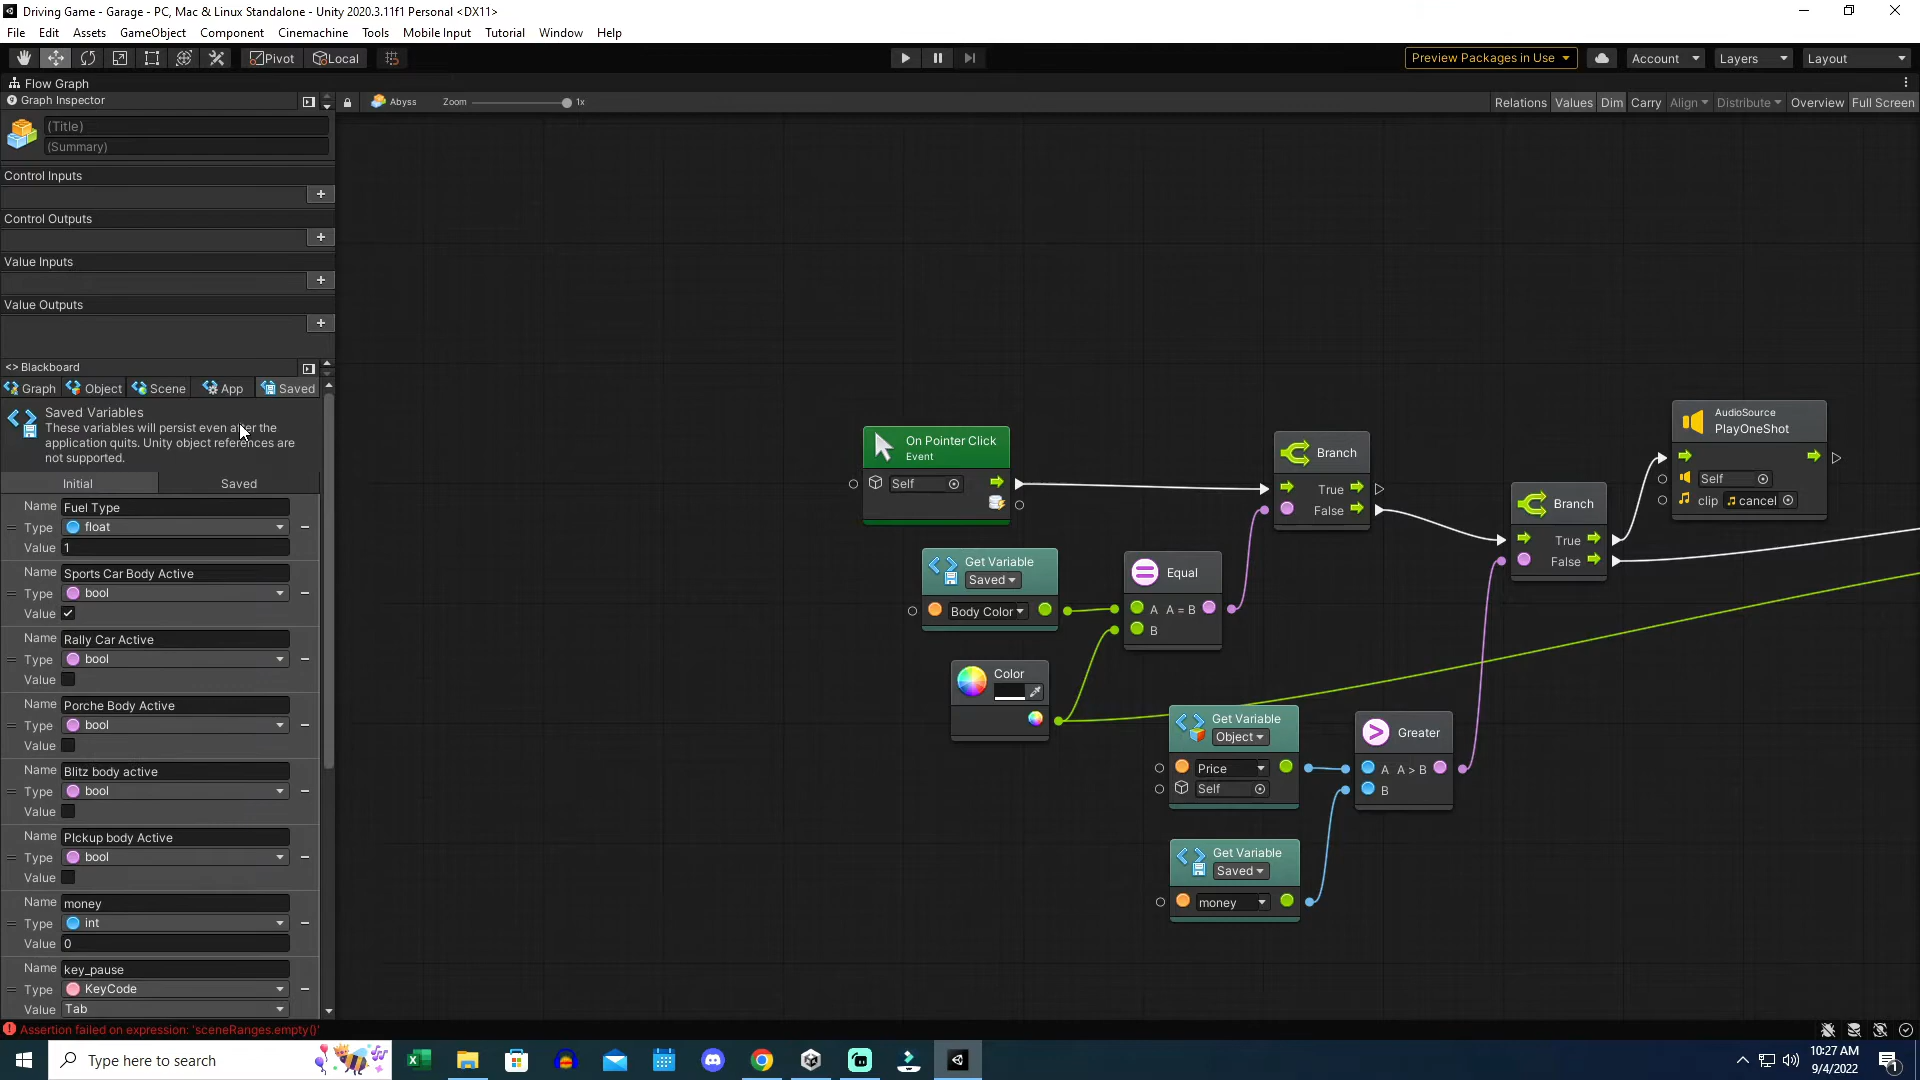 Driving Game - Garage - PC, Mac & Linux Standalone - Unity 2020.3.11f1 Personal <DX11>
File Edit Assets GameObject Component Cinemachine Tools Mobile Input Tutorial Window Help
Pivot Local Preview Packages in Use Account Layers Layout
Flow Graph
Graph Inspector Abyss Zoom 1x Relations Values Dim Carry Align Distribute Overview Full Screen
(Title)
(Summary)
Control Inputs
Control Outputs
Value Inputs
Value Outputs
<> Blackboard
Graph Object Scene App Saved
Saved Variables
These variables will persist even after the
application quits. Unity object references are
not supported.
Initial Saved
Name Fuel Type
Type float
Value 1
Name Sports Car Body Active
Type bool
Value
Name Rally Car Active
Type bool
Value
Name Porche Body Active
Type bool
Value
Name Blitz body active
Type bool
Value
Name PIckup body Active
Type bool
Value
Name money
Type int
Value 0
Name key_pause
Type KeyCode
Value Tab
On Pointer Click
Event
Self
Get Variable
Saved
Body Color
Color
Equal
A A = B
B
Branch
True
False
Get Variable
Object
Price
Self
Get Variable
Saved
money
Greater
A A > B
B
Branch
True
False
AudioSource
PlayOneShot
Self
clip cancel
Assertion failed on expression: 'sceneRanges.empty()'
Type here to search
10:27 AM
9/4/2022
1